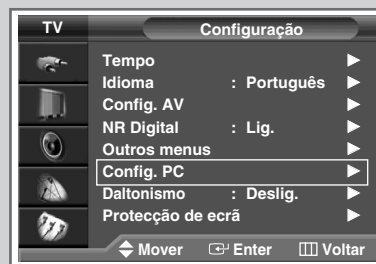 TV Configuração
Tempo
Idioma : Português
Config. AV
NR Digital : Lig.
Outros menus
Config. PC
Daltonismo : Deslig.
Protecção de ecrã
Mover Enter Voltar